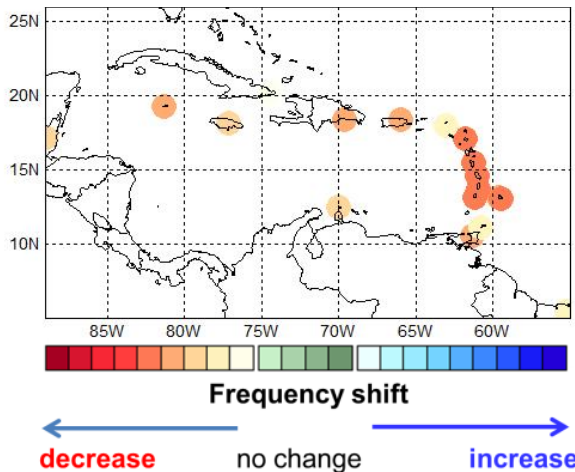 25N
20N
15N
10N
85W 80W 75W 70W 65W 60W
Frequency shift
decrease no change increase